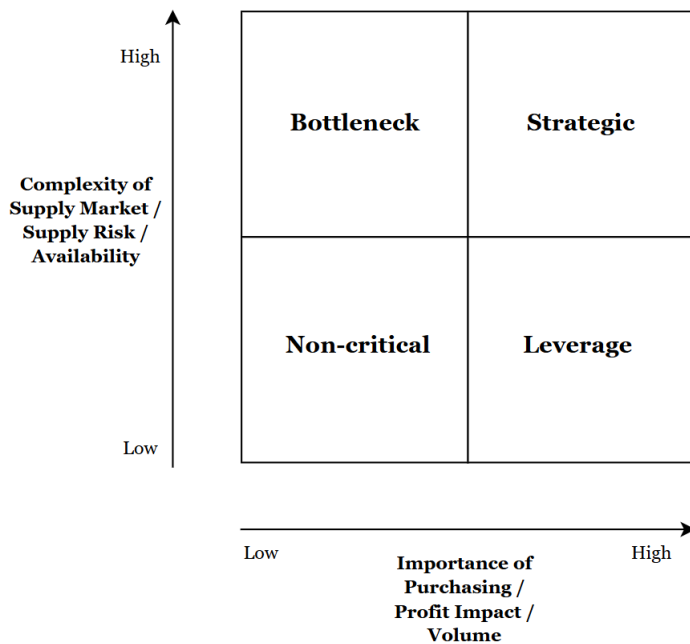 High
Bottleneck
Strategic
Complexity of
Supply Market /
Supply Risk /
Availability
Non-critical
Leverage
Low
Low
High
Importance of
Purchasing /
Profit Impact /
Volume